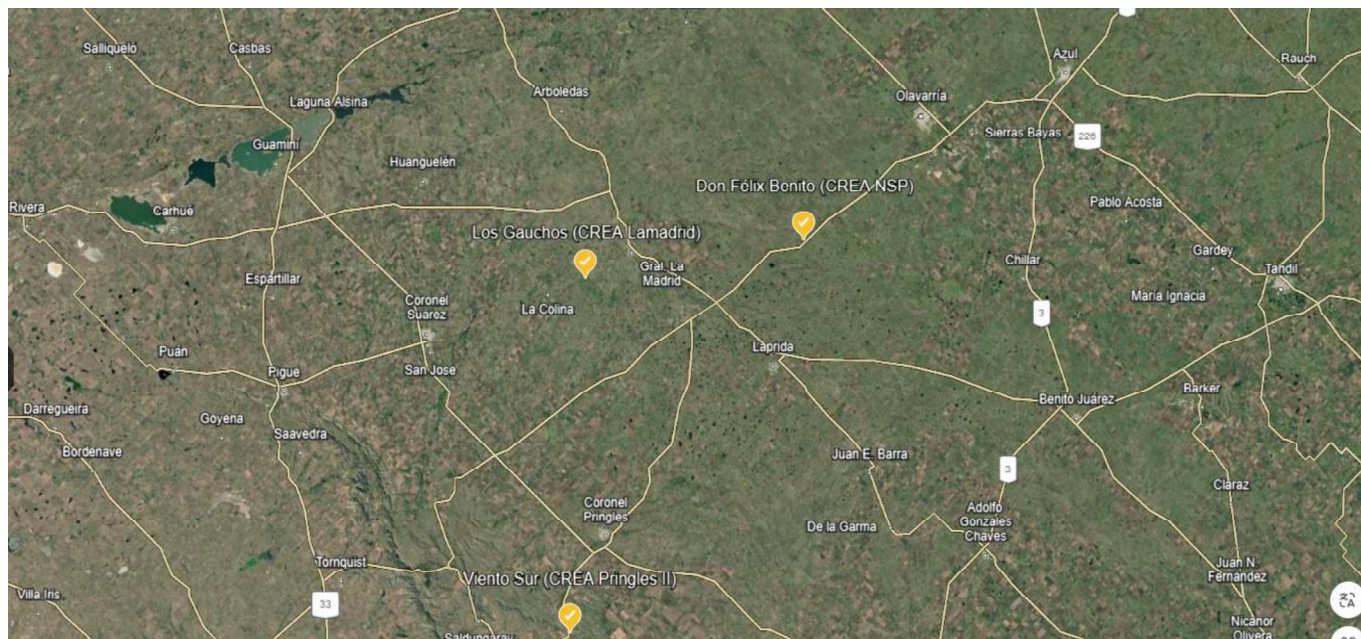 Salliqueló
Casbas
Azul
Rauch
Laguna Alsina
Arboledas
Olavarría
Guaminí
Sierras Bayas
226
Huanguelén
Don Félix Benito (CREA NSP)
Rivera
Carhué
Pablo Acosta
Los Gauchos (CREA Lamadrid)
Gral. La
Madrid
Chillar
Gardey
Tandil
Espartillar
Coronel
Suárez
La Colina
María Ignacia
3
Puán
Pigue
San Jose
Laprida
Barker
Benito Juárez
Darregueira
Goyena
Saavedra
Bordenave
Juan E. Barra
3
Claraz
Coronel
Pringles
De la Garma
Adolfo
Gonzales
Chaves
Tornquist
Viento Sur (CREA Pringles II)
Juan N.
Fernández
Villa Iris
33
Saldungaray
Nicanor
Olivera